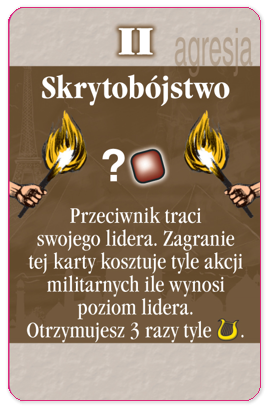 II
agresja
Skrytobójstwo
?
Przeciwnik traci
swojego lidera. Zagranie
tej karty kosztuje tyle akcji
militarnych ile wynosi
poziom lidera.
Otrzymujesz 3 razy tyle .